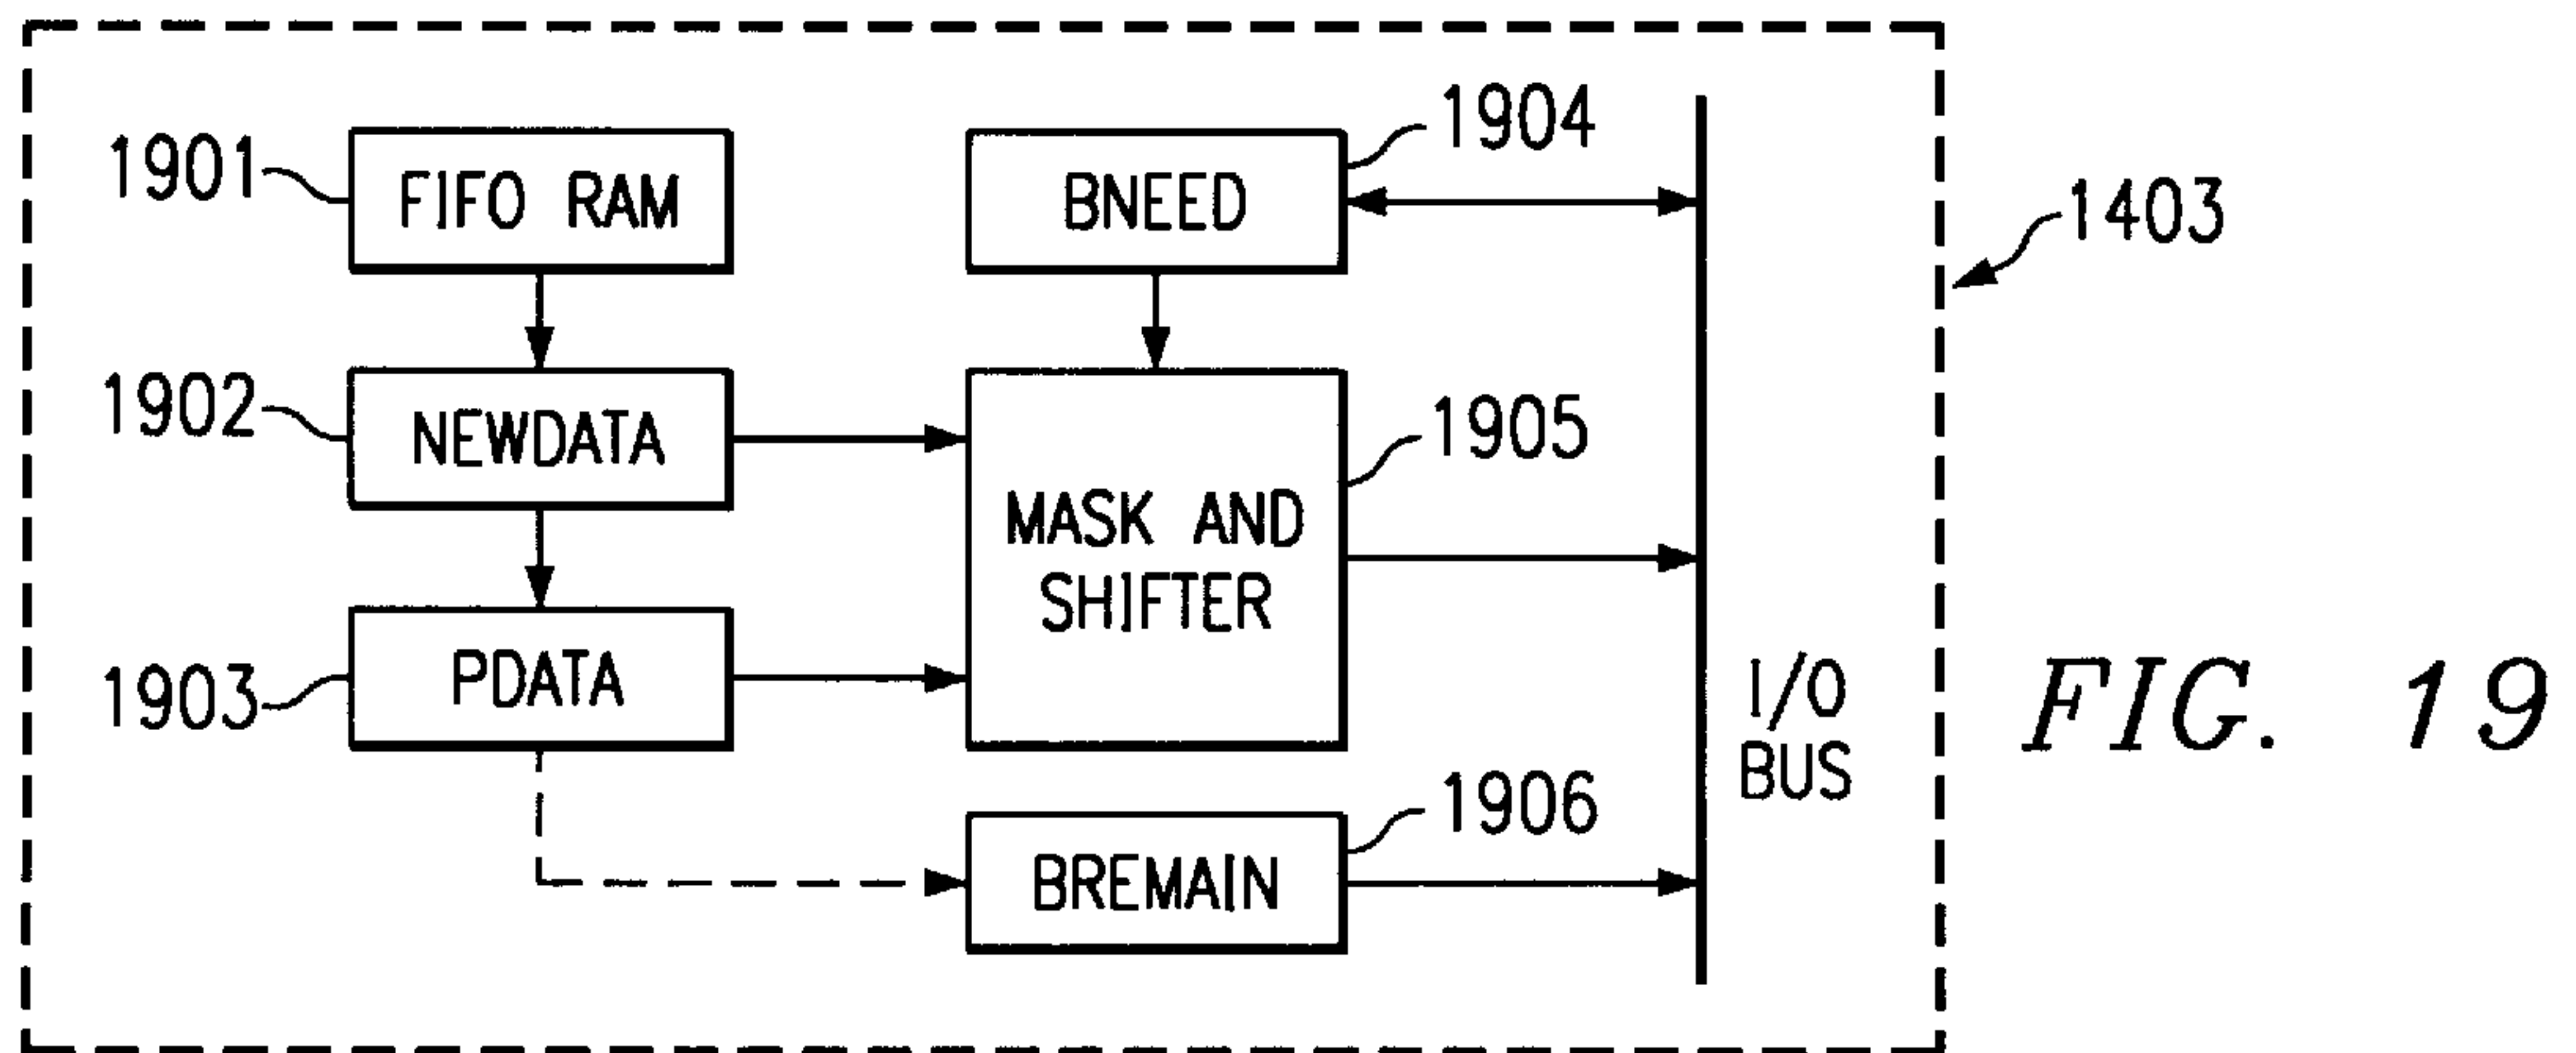 1901
FIFO RAM
BNEED
1904
1403
1902
NEWDATA
MASK AND
SHIFTER
1905
1903
PDATA
I/O
BUS
BREMAIN
1906
FIG. 19